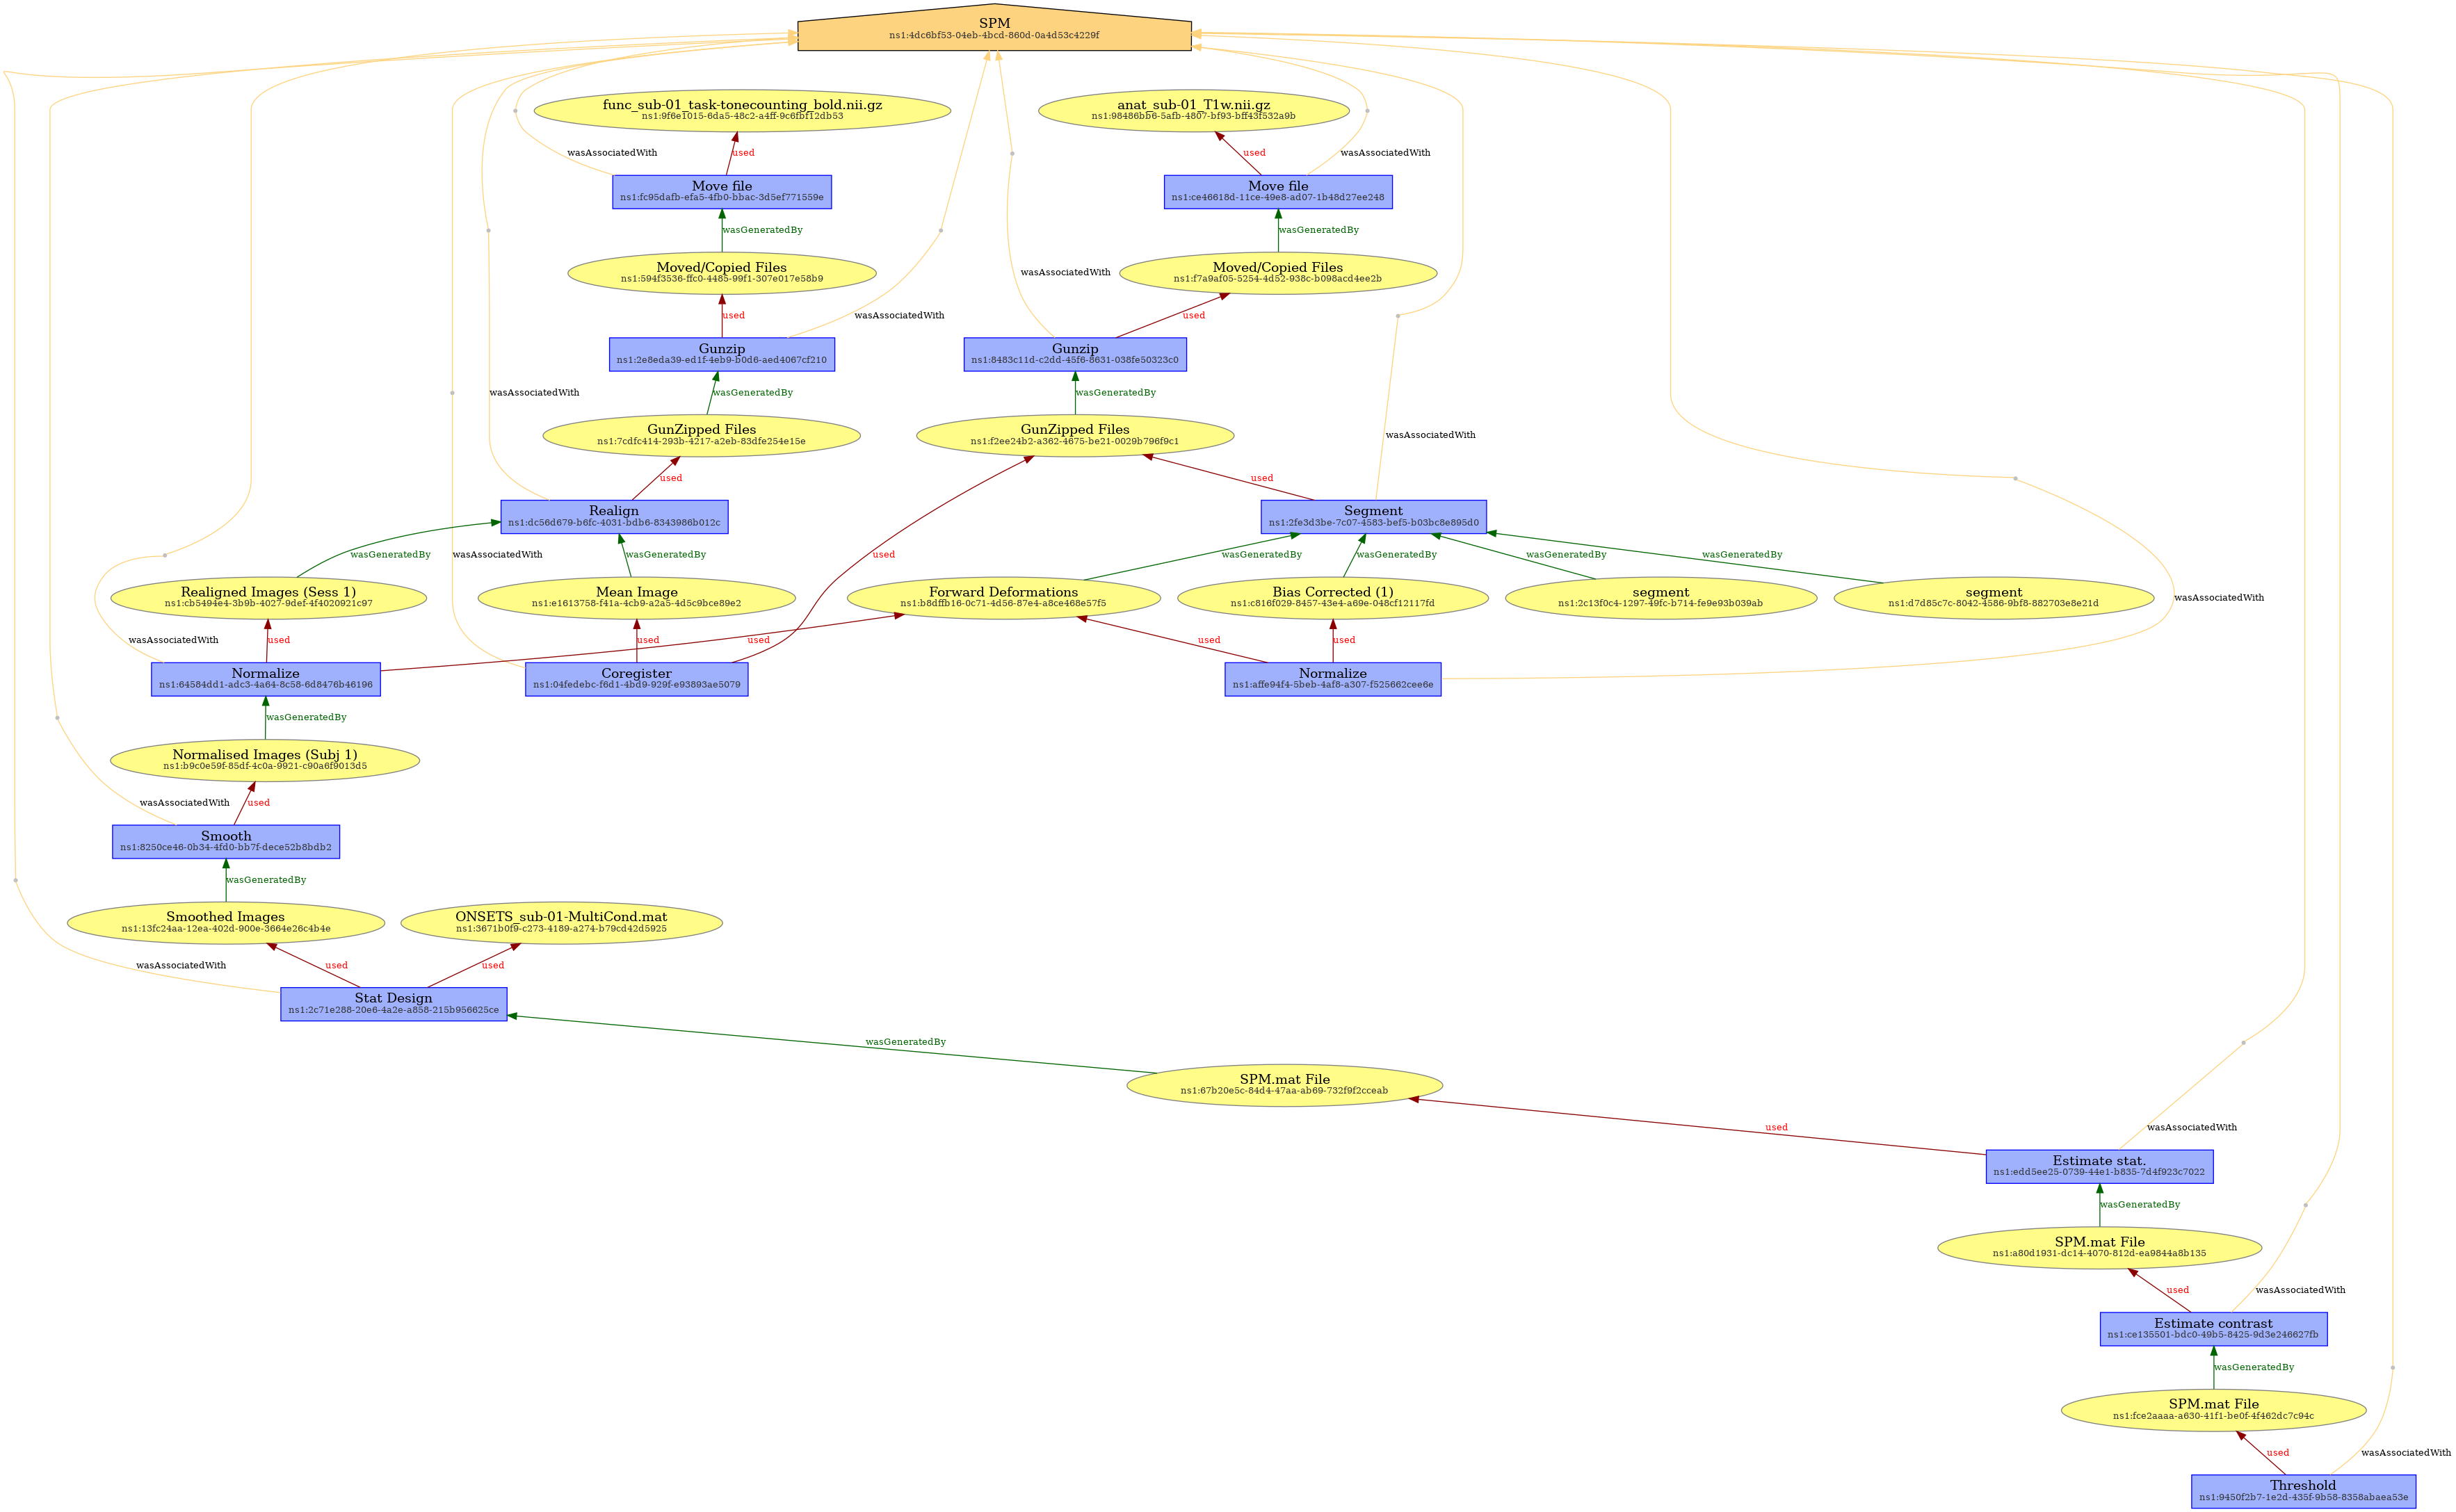 SPM
ns1:4dc6bf53-04eb-4bcd-860d-0a4d53c4229f
func_sub-01_task-tonecounting_bold.nii.gz
ns1:9f6e1015-6da5-48c2-a4ff-9c6fbf12db53
anat_sub-01_T1w.nii.gz
ns1:98486bb6-5afb-4807-bf93-bff43f532a9b
wasAssociatedWith
used
used
wasAssociatedWith
Move file
ns1:fc95dafb-efa5-4fb0-bbac-3d5ef771559e
Move file
ns1:ce46618d-11ce-49e8-ad07-1b48d27ee248
wasGeneratedBy
wasGeneratedBy
Moved/Copied Files
ns1:594f3536-ffc0-4485-99f1-307e017e58b9
wasAssociatedWith
Moved/Copied Files
ns1:f7a9af05-5254-4d52-938c-b098acd4ee2b
used
wasAssociatedWith
used
Gunzip
ns1:2e8eda39-ed1f-4eb9-b0d6-aed4067cf210
Gunzip
ns1:8483c11d-c2dd-45f6-8631-038fe50323c0
wasAssociatedWith
wasGeneratedBy
wasGeneratedBy
GunZipped Files
ns1:7cdfc414-293b-4217-a2eb-83dfe254e15e
GunZipped Files
ns1:f2ee24b2-a362-4675-be21-0029b796f9c1
wasAssociatedWith
used
used
Realign
ns1:dc56d679-b6fc-4031-bdb6-8343986b012c
Segment
ns1:2fe3d3be-7c07-4583-bef5-b03bc8e895d0
wasGeneratedBy
wasAssociatedWith
wasGeneratedBy
used
wasGeneratedBy
wasGeneratedBy
wasGeneratedBy
wasGeneratedBy
Realigned Images (Sess 1)
ns1:cb5494e4-3b9b-4027-9def-4f4020921c97
Mean Image
ns1:e1613758-f41a-4cb9-a2a5-4d5c9bce89e2
Forward Deformations
ns1:b8dffb16-0c71-4d56-87e4-a8ce468e57f5
Bias Corrected (1)
ns1:c816f029-8457-43e4-a69e-048cf12117fd
segment
ns1:2c13f0c4-1297-49fc-b714-fe9e93b039ab
segment
ns1:d7d85c7c-8042-4586-9bf8-882703e8e21d
wasAssociatedWith
wasAssociatedWith
used
used
used
used
used
Normalize
ns1:64584dd1-adc3-4a64-8c58-6d8476b46196
Coregister
ns1:04fedebc-f6d1-4bd9-929f-e93893ae5079
Normalize
ns1:affe94f4-5beb-4af8-a307-f525662cee6e
wasGeneratedBy
Normalised Images (Subj 1)
ns1:b9c0e59f-85df-4c0a-9921-c90a6f9013d5
wasAssociatedWith
used
Smooth
ns1:8250ce46-0b34-4fd0-bb7f-dece52b8bdb2
wasGeneratedBy
Smoothed Images
ns1:13fc24aa-12ea-402d-900e-3664e26c4b4e
ONSETS_sub-01-MultiCond.mat
ns1:3671b0f9-c273-4189-a274-b79cd42d5925
wasAssociatedWith
used
used
Stat Design
ns1:2c71e288-20e6-4a2e-a858-215b956625ce
wasGeneratedBy
SPM.mat File
ns1:67b20e5c-84d4-47aa-ab69-732f9f2cceab
used
wasAssociatedWith
Estimate stat.
ns1:edd5ee25-0739-44e1-b835-7d4f923c7022
wasGeneratedBy
SPM.mat File
ns1:a80d1931-dc14-4070-812d-ea9844a8b135
used
wasAssociatedWith
Estimate contrast
ns1:ce135501-bdc0-49b5-8425-9d3e246627fb
wasGeneratedBy
SPM.mat File
ns1:fce2aaaa-a630-41f1-be0f-4f462dc7c94c
used
wasAssociatedWith
Threshold
ns1:9450f2b7-1e2d-435f-9b58-8358abaea53e